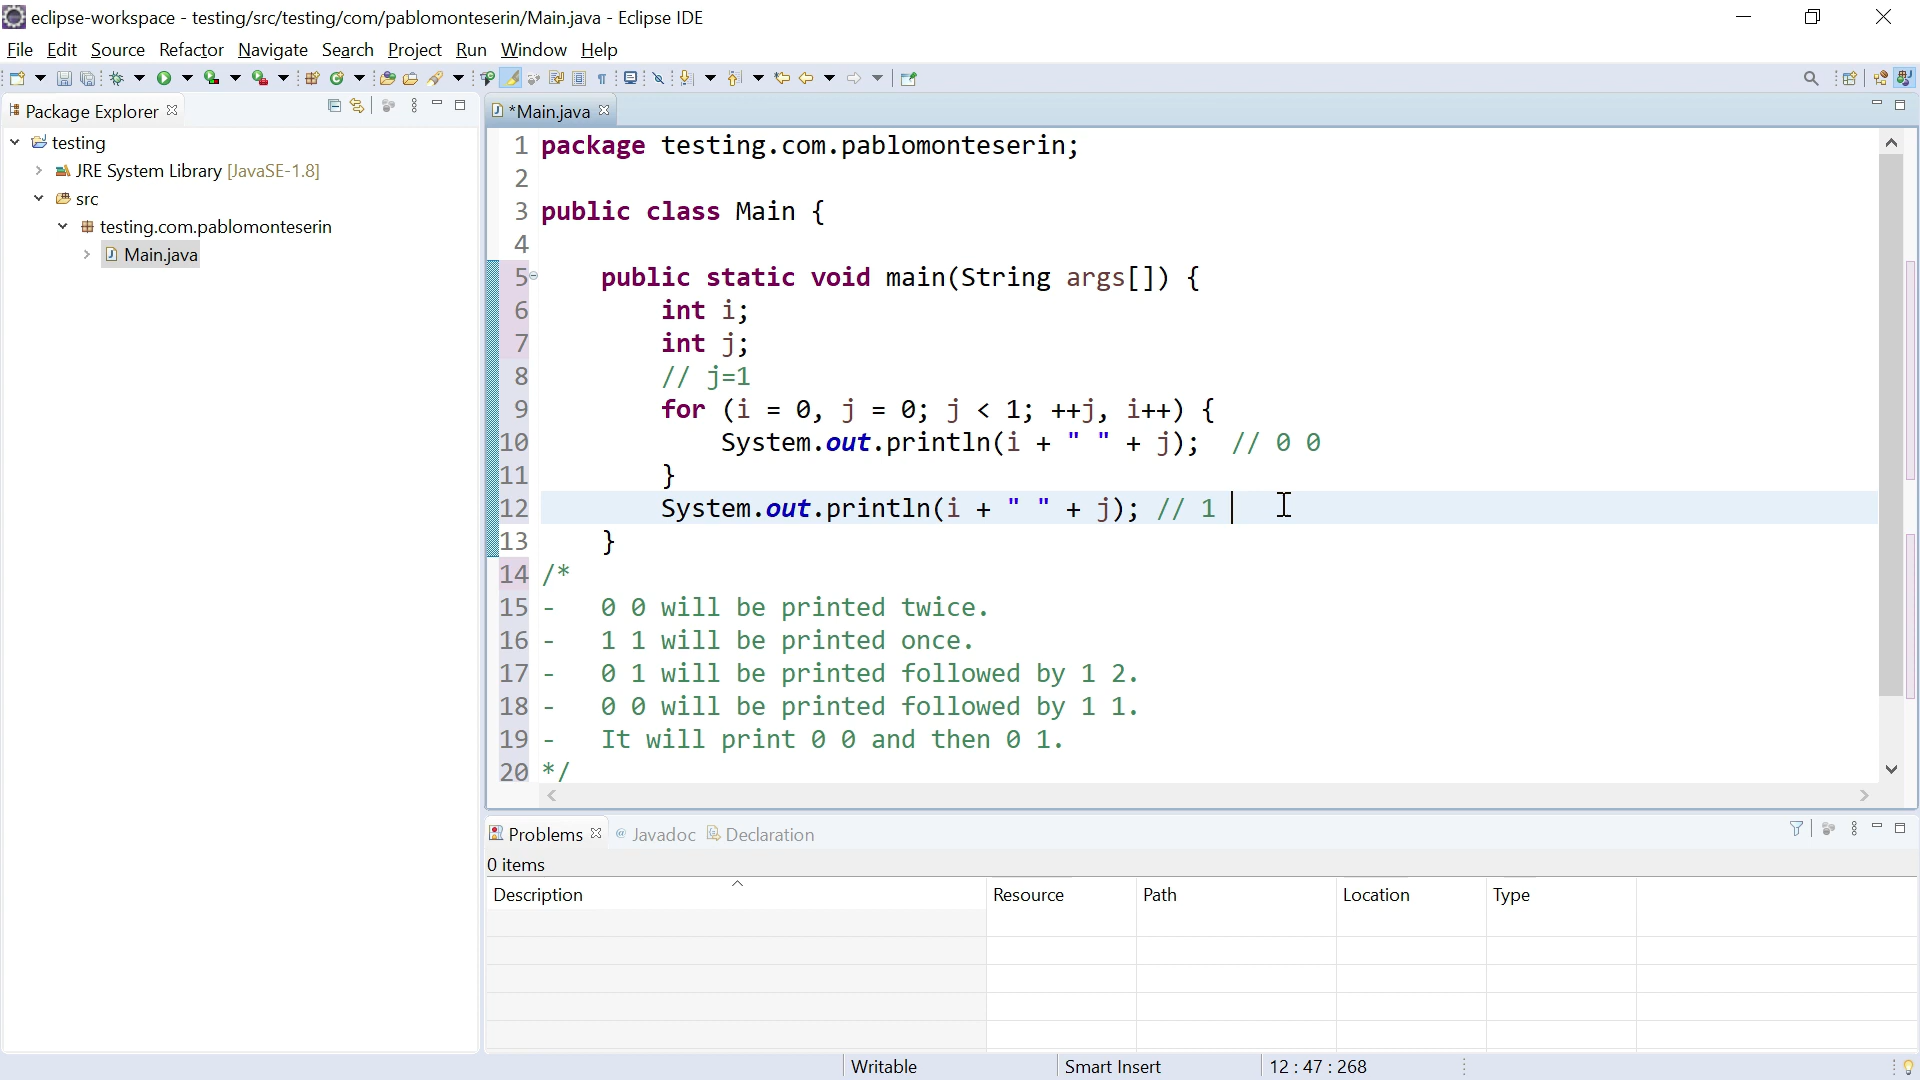 eclipse-workspace - testing/src/testing/com/pablomonteserin/Main.java - Eclipse IDE
File Edit Source Refactor Navigate Search Project Run Window Help
Package Explorer
testing
JRE System Library [JavaSE-1.8]
src
testing.com.pablomonteserin
Main.java
*Main.java
1 package testing.com.pablomonteserin;
2
3 public class Main {
4
5 public static void main(String args[]) {
6 int i;
7 int j;
8 // j=1
9 for (i = 0, j = 0; j < 1; ++j, i++) {
10 System.out.println(i + " " + j); // 0 0
11 }
12 System.out.println(i + " " + j); // 1
13 }
14 /*
15 - 0 0 will be printed twice.
16 - 1 1 will be printed once.
17 - 0 1 will be printed followed by 1 2.
18 - 0 0 will be printed followed by 1 1.
19 - It will print 0 0 and then 0 1.
20 */
Problems @ Javadoc Declaration
0 items
Description Resource Path Location Type
Writable Smart Insert 12 : 47 : 268